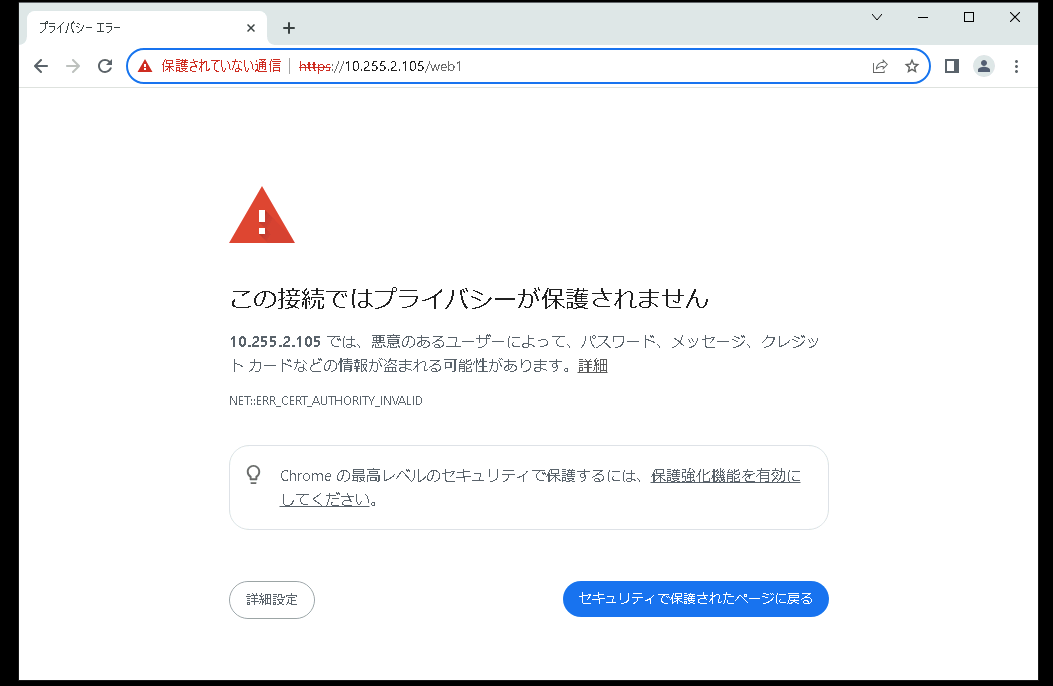 プライバシー エラー
保護されていない通信 | https://10.255.2.105/web1
この接続ではプライバシーが保護されません
10.255.2.105 では、悪意のあるユーザーによって、パスワード、メッセージ、クレジッ
ト カードなどの情報が盗まれる可能性があります。詳細
NET::ERR_CERT_AUTHORITY_INVALID
Chrome の最高レベルのセキュリティで保護するには、保護強化機能を有効に
してください。
詳細設定
セキュリティで保護されたページに戻る